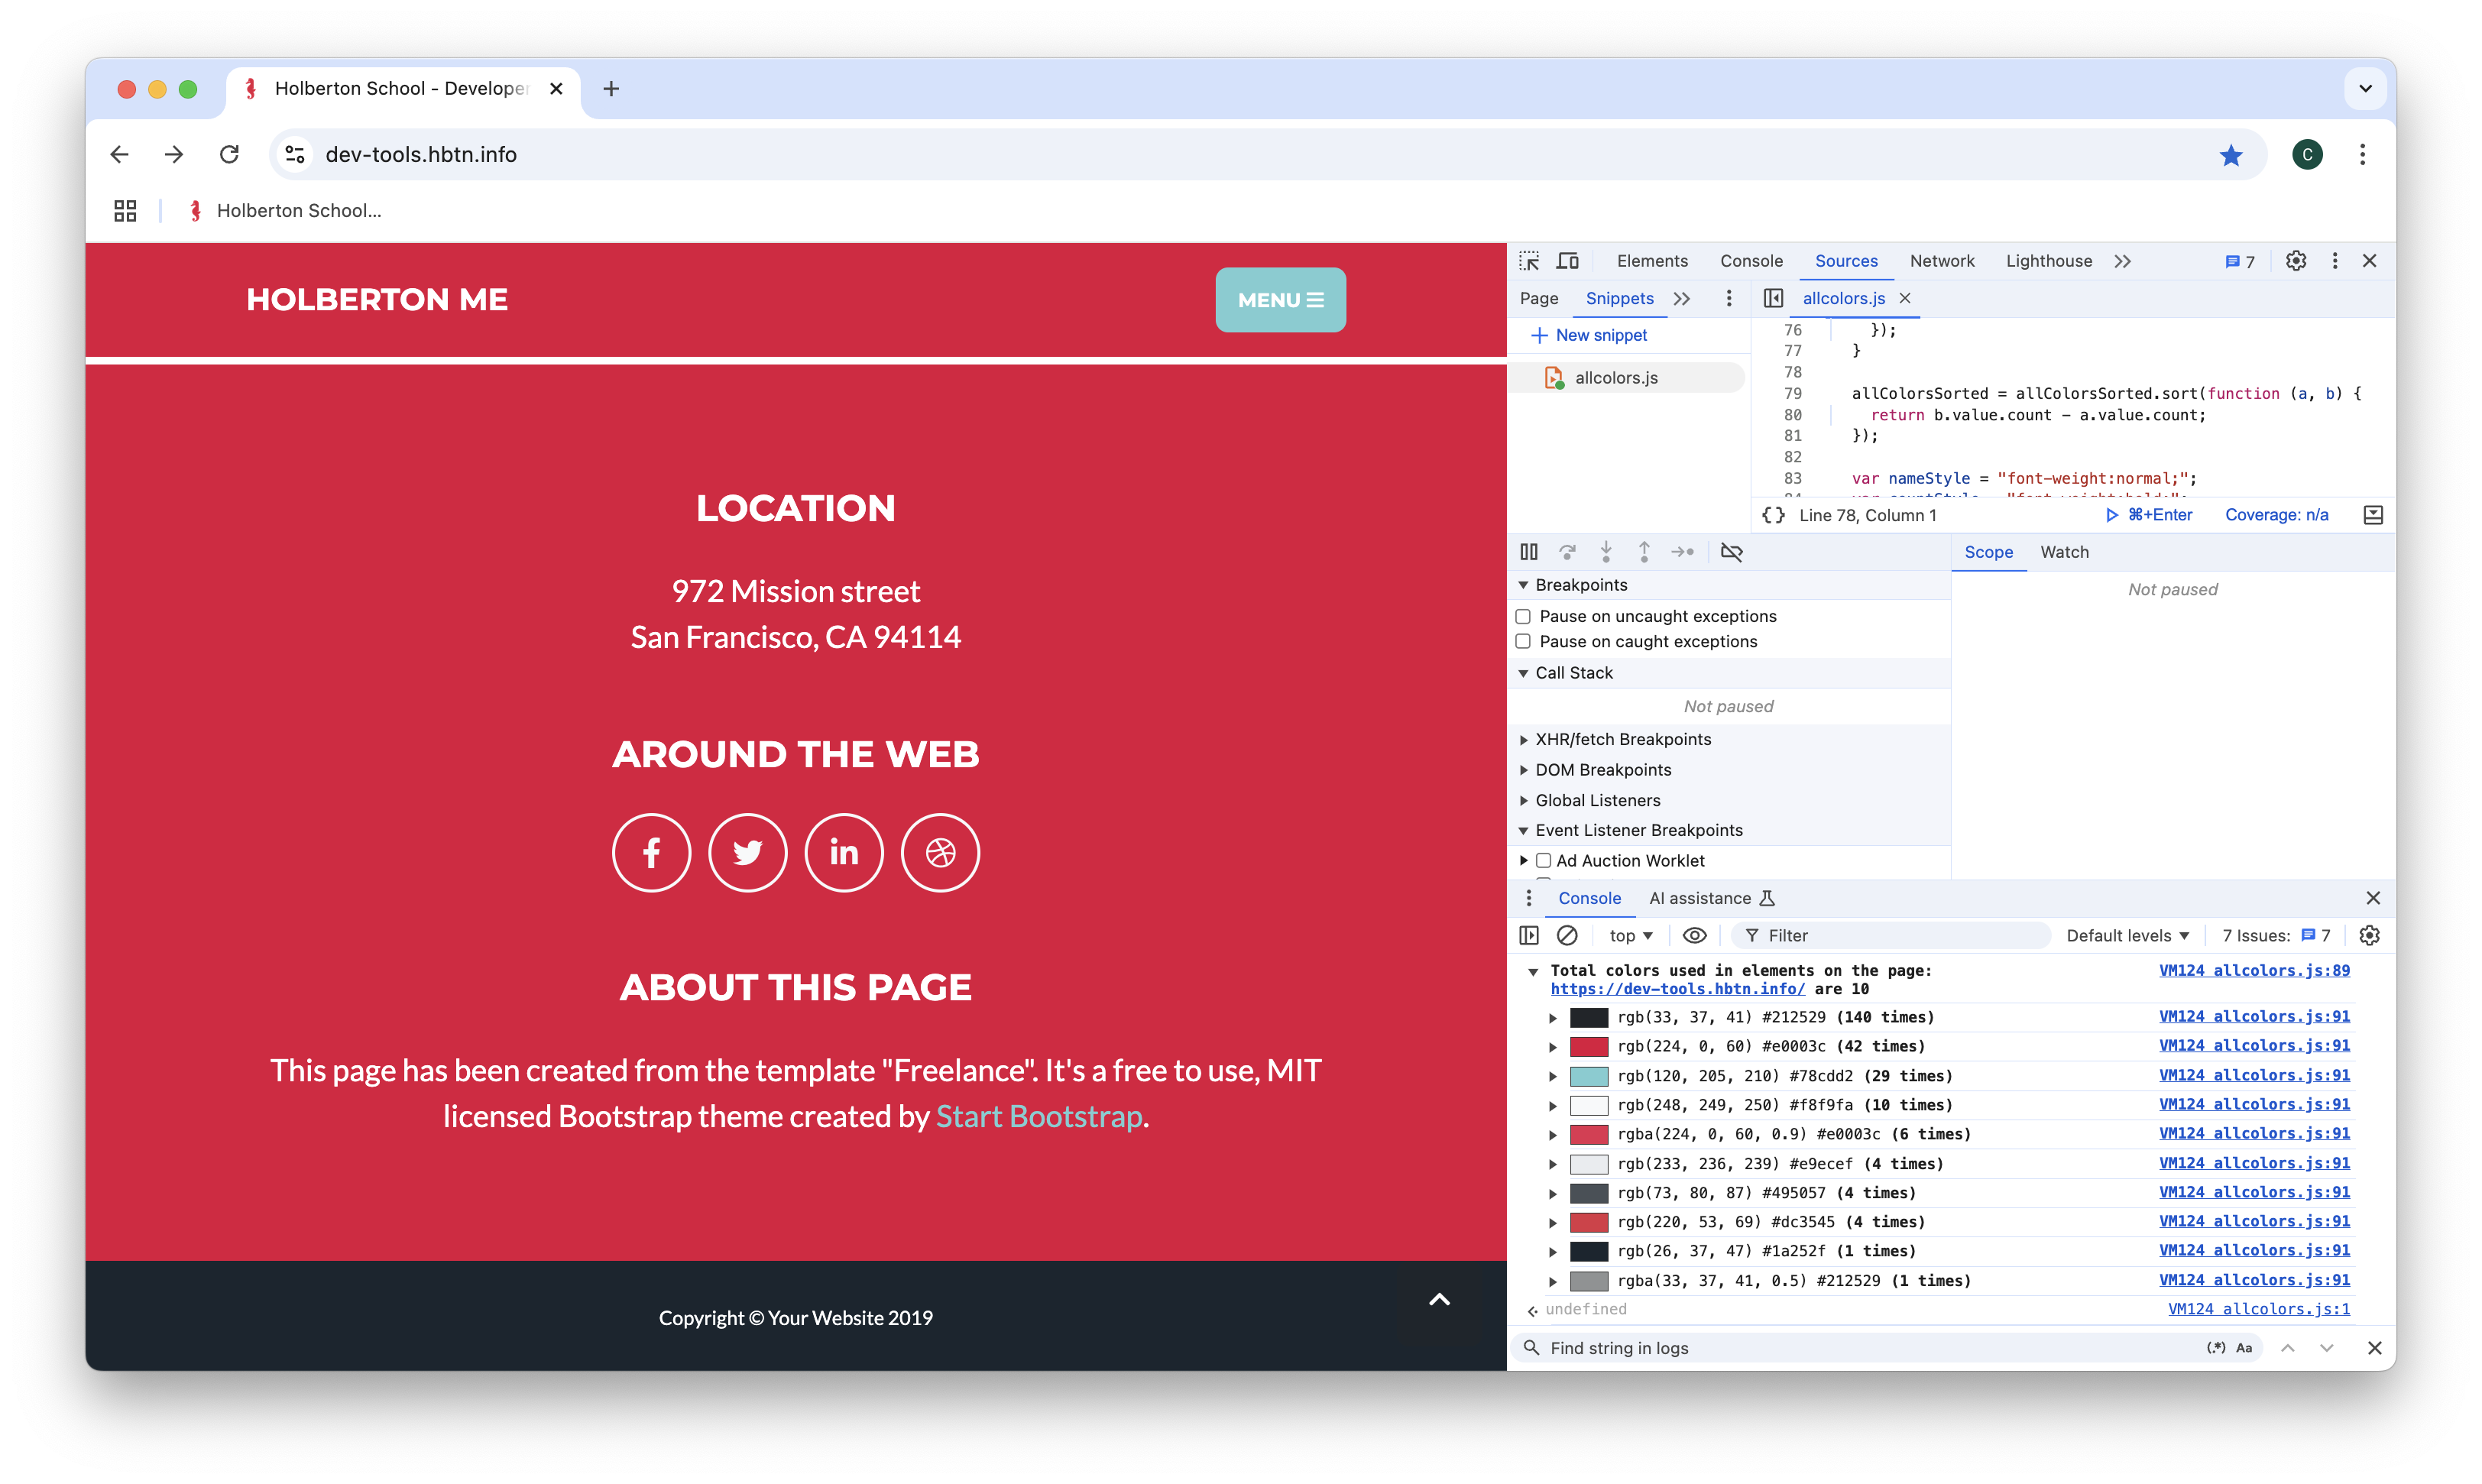 Holberton School - Developer
dev-tools.hbtn.info
C
Holberton School...
HOLBERTON ME
MENU
LOCATION
972 Mission street
San Francisco, CA 94114
AROUND THE WEB
ABOUT THIS PAGE
This page has been created from the template "Freelance". It's a free to use, MIT
licensed Bootstrap theme created by Start Bootstrap.
Copyright © Your Website 2019
Elements Console Sources Network Lighthouse 7
Page Snippets
allcolors.js
New snippet
allcolors.js
76 });
77 }
78
79 allColorsSorted = allColorsSorted.sort(function (a, b) {
80 return b.value.count - a.value.count;
81 });
82
83 var nameStyle = "font-weight:normal;";
{} Line 78, Column 1 ⌘+Enter Coverage: n/a
Scope Watch
Not paused
Breakpoints
Pause on uncaught exceptions
Pause on caught exceptions
Call Stack
Not paused
XHR/fetch Breakpoints
DOM Breakpoints
Global Listeners
Event Listener Breakpoints
Ad Auction Worklet
Console AI assistance
top Filter Default levels 7 Issues: 7
Total colors used in elements on the page: VM124 allcolors.js:89
https://dev-tools.hbtn.info/ are 10
rgb(33, 37, 41) #212529 (140 times) VM124 allcolors.js:91
rgb(224, 0, 60) #e0003c (42 times) VM124 allcolors.js:91
rgb(120, 205, 210) #78cdd2 (29 times) VM124 allcolors.js:91
rgb(248, 249, 250) #f8f9fa (10 times) VM124 allcolors.js:91
rgba(224, 0, 60, 0.9) #e0003c (6 times) VM124 allcolors.js:91
rgb(233, 236, 239) #e9ecef (4 times) VM124 allcolors.js:91
rgb(73, 80, 87) #495057 (4 times) VM124 allcolors.js:91
rgb(220, 53, 69) #dc3545 (4 times) VM124 allcolors.js:91
rgb(26, 37, 47) #1a252f (1 times) VM124 allcolors.js:91
rgba(33, 37, 41, 0.5) #212529 (1 times) VM124 allcolors.js:91
undefined VM124 allcolors.js:1
Find string in logs (.*) Aa